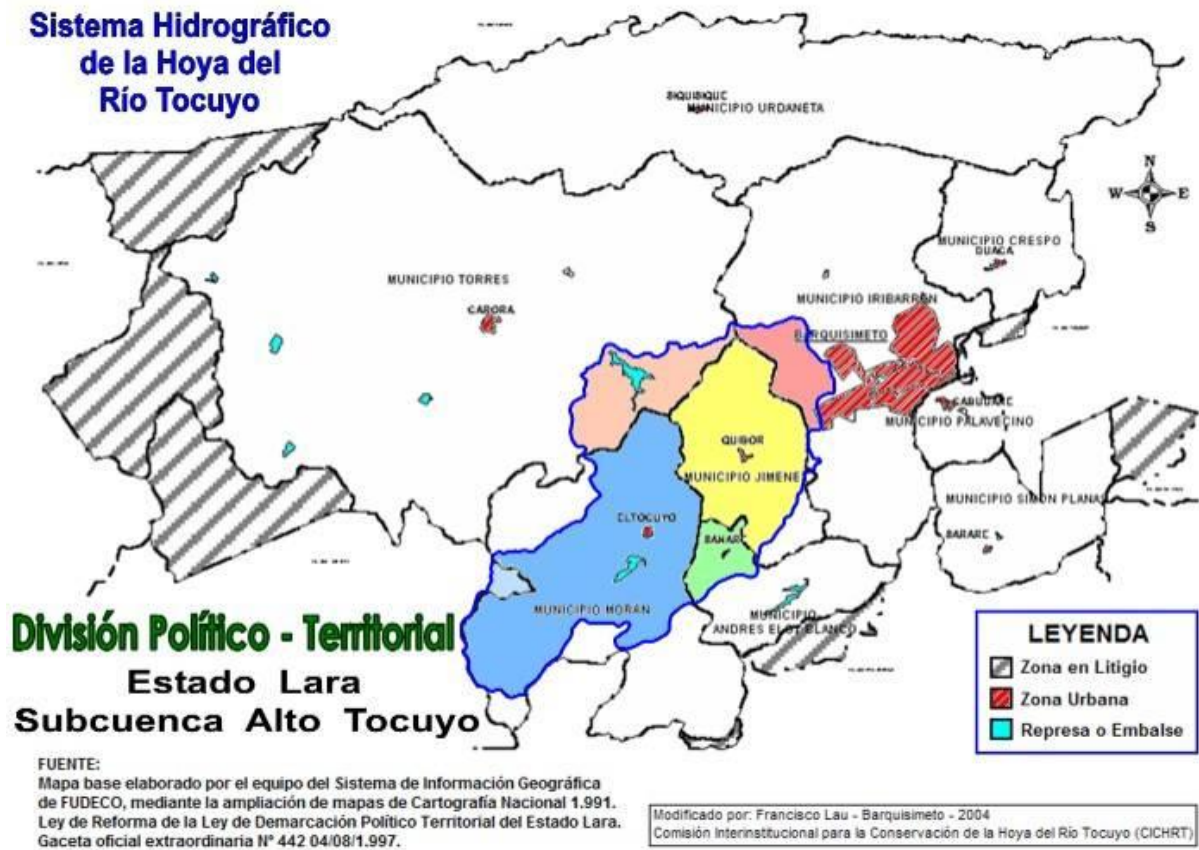 Sistema Hidrográfico
de la Hoya del
Río Tocuyo
SIQUISIQUE
MUNICIPIO URDANETA
N
W E
S
MUNICIPIO CRESPO
DUACA
MUNICIPIO TORRES
CARORA
MUNICIPIO IRIBARREN
BARQUISIMETO
CABUDARE
MUNICIPIO PALAVECINO
QUIBOR
MUNICIPIO JIMENE
MUNICIPIO SIMON PLANAS
SARARE
EL TOCUYO
SANARE
MUNICIPIO MORAN
MUNICIPIO
ANDRES ELOY BLANCO
División Político - Territorial
Estado Lara
Subcuenca Alto Tocuyo
LEYENDA
Zona en Litigio
Zona Urbana
Represa o Embalse
FUENTE:
Mapa base elaborado por el equipo del Sistema de Información Geográfica
de FUDECO, mediante la ampliación de mapas de Cartografía Nacional 1.991.
Ley de Reforma de la Ley de Demarcación Político Territorial del Estado Lara.
Gaceta oficial extraordinaria Nº 442 04/08/1.997.
Modificado por: Francisco Lau - Barquisimeto - 2004
Comisión Interinstitucional para la Conservación de la Hoya del Río Tocuyo (CICHRT)